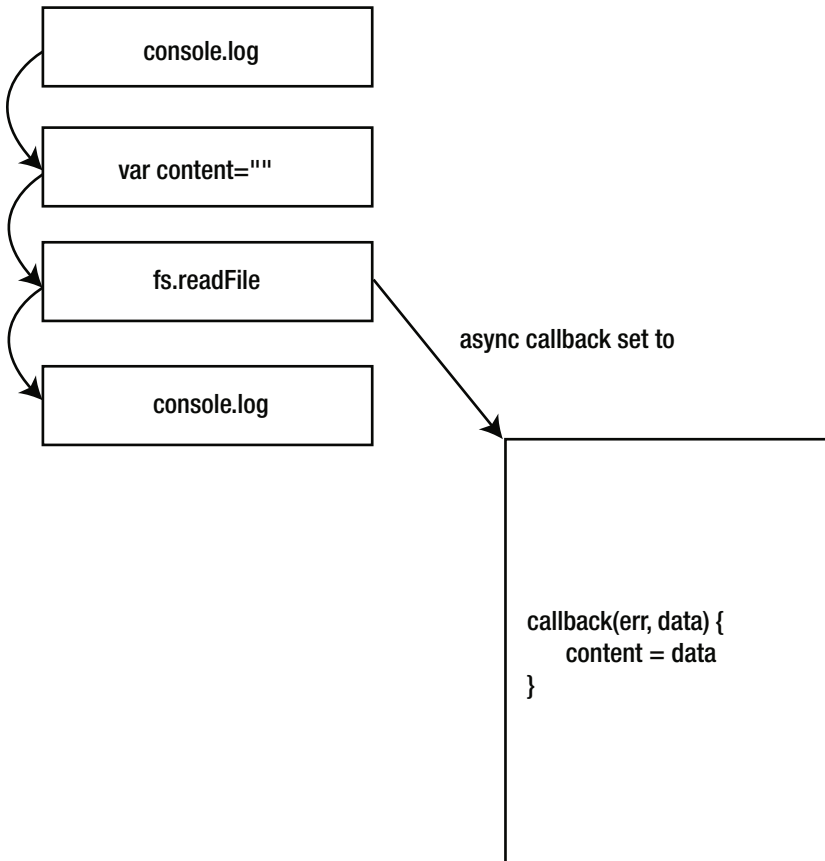 console.log
var content=""
fs.readFile
async callback set to
console.log
callback(err, data) {
content = data
}